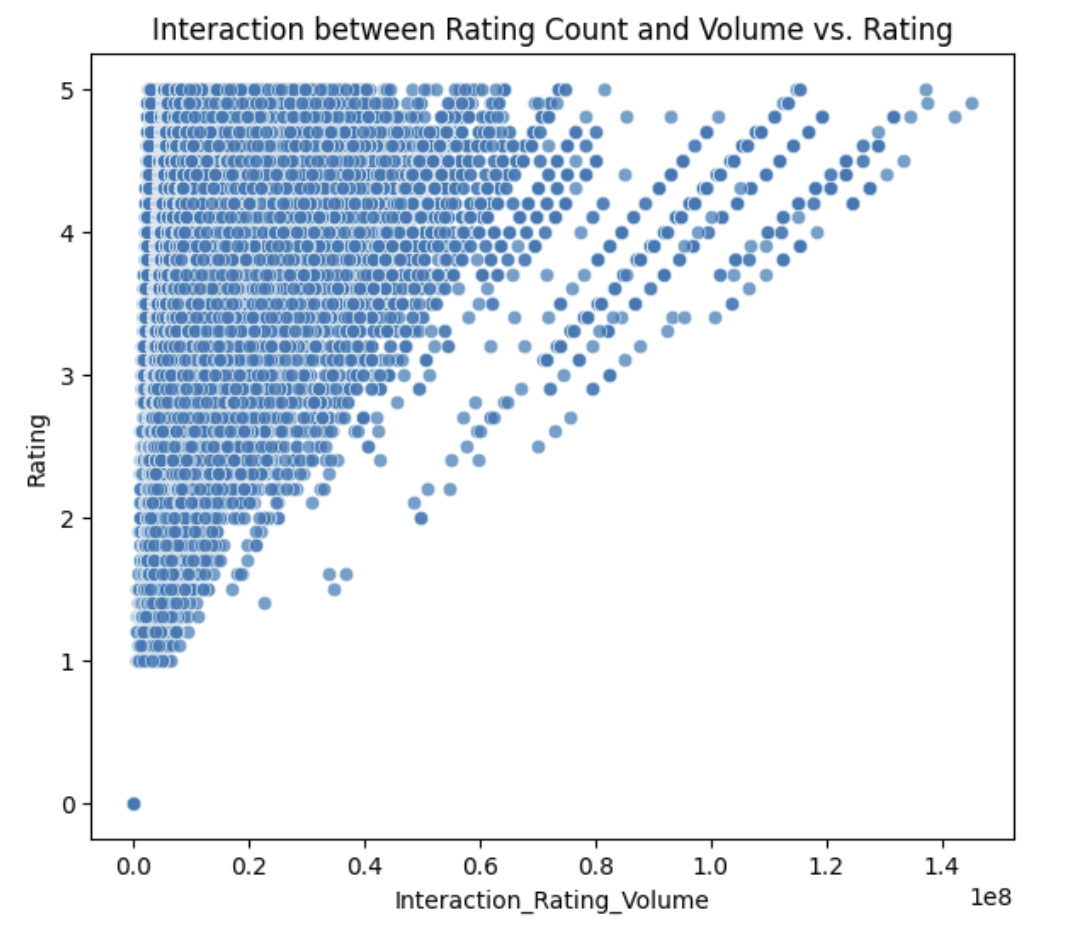 Interaction between Rating Count and Volume vs. Rating
5
4
3
2
1
0
Rating
0.0 0.2 0.4 0.6 0.8 1.0 1.2 1.4
1e8
Interaction_Rating_Volume